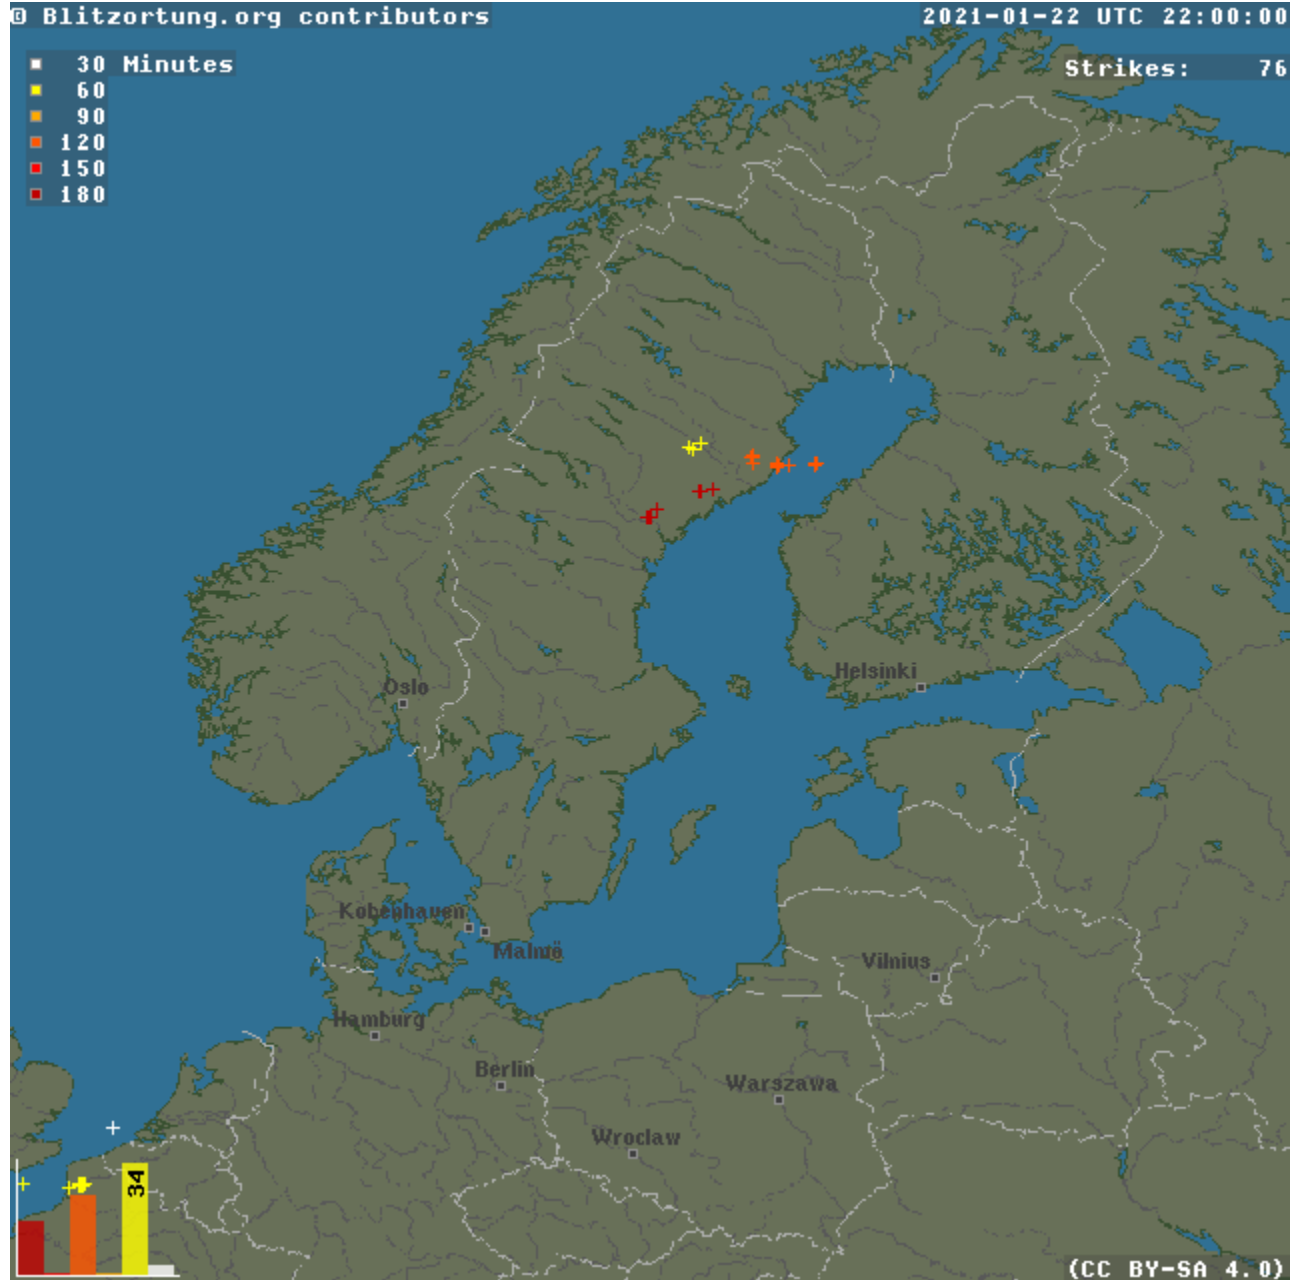 © Blitzortung.org contributors
2021-01-22 UTC 22:00:00
30 Minutes
Strikes: 76
60
90
120
150
180
Helsinki
Oslo
Kobenhaven
Malmö
Vilnius
Hamburg
Berlin
Warszawa
Wroclaw
34
(CC BY-SA 4.0)